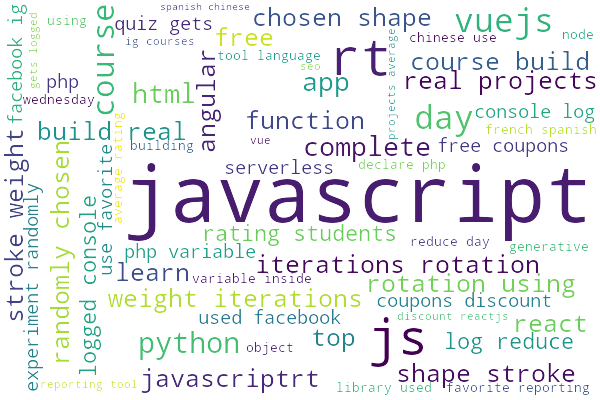 spanish chinese
using
quiz gets
chosen shape
vuejs
node
facebook ig
gets logged
ig courses
free
rt
chinese use
course
tool language
course build
php
angular
seo
app
projects average
real projects
wednesday
html
function
day
console log
french spanish
build real
complete
free coupons
building
vue
serverless
declare php
stroke weight
randomly chosen
use favorite
average rating
javascript
experiment randomly
logged console
rating students
reduce day
generative
php variable
learn
variable inside
iterations rotation
rotation using
weight iterations
coupons discount
used facebook
js
discount reactjs
react
python
top
log reduce
object
javascriptrt
shape stroke
reporting tool
library used
favorite reporting